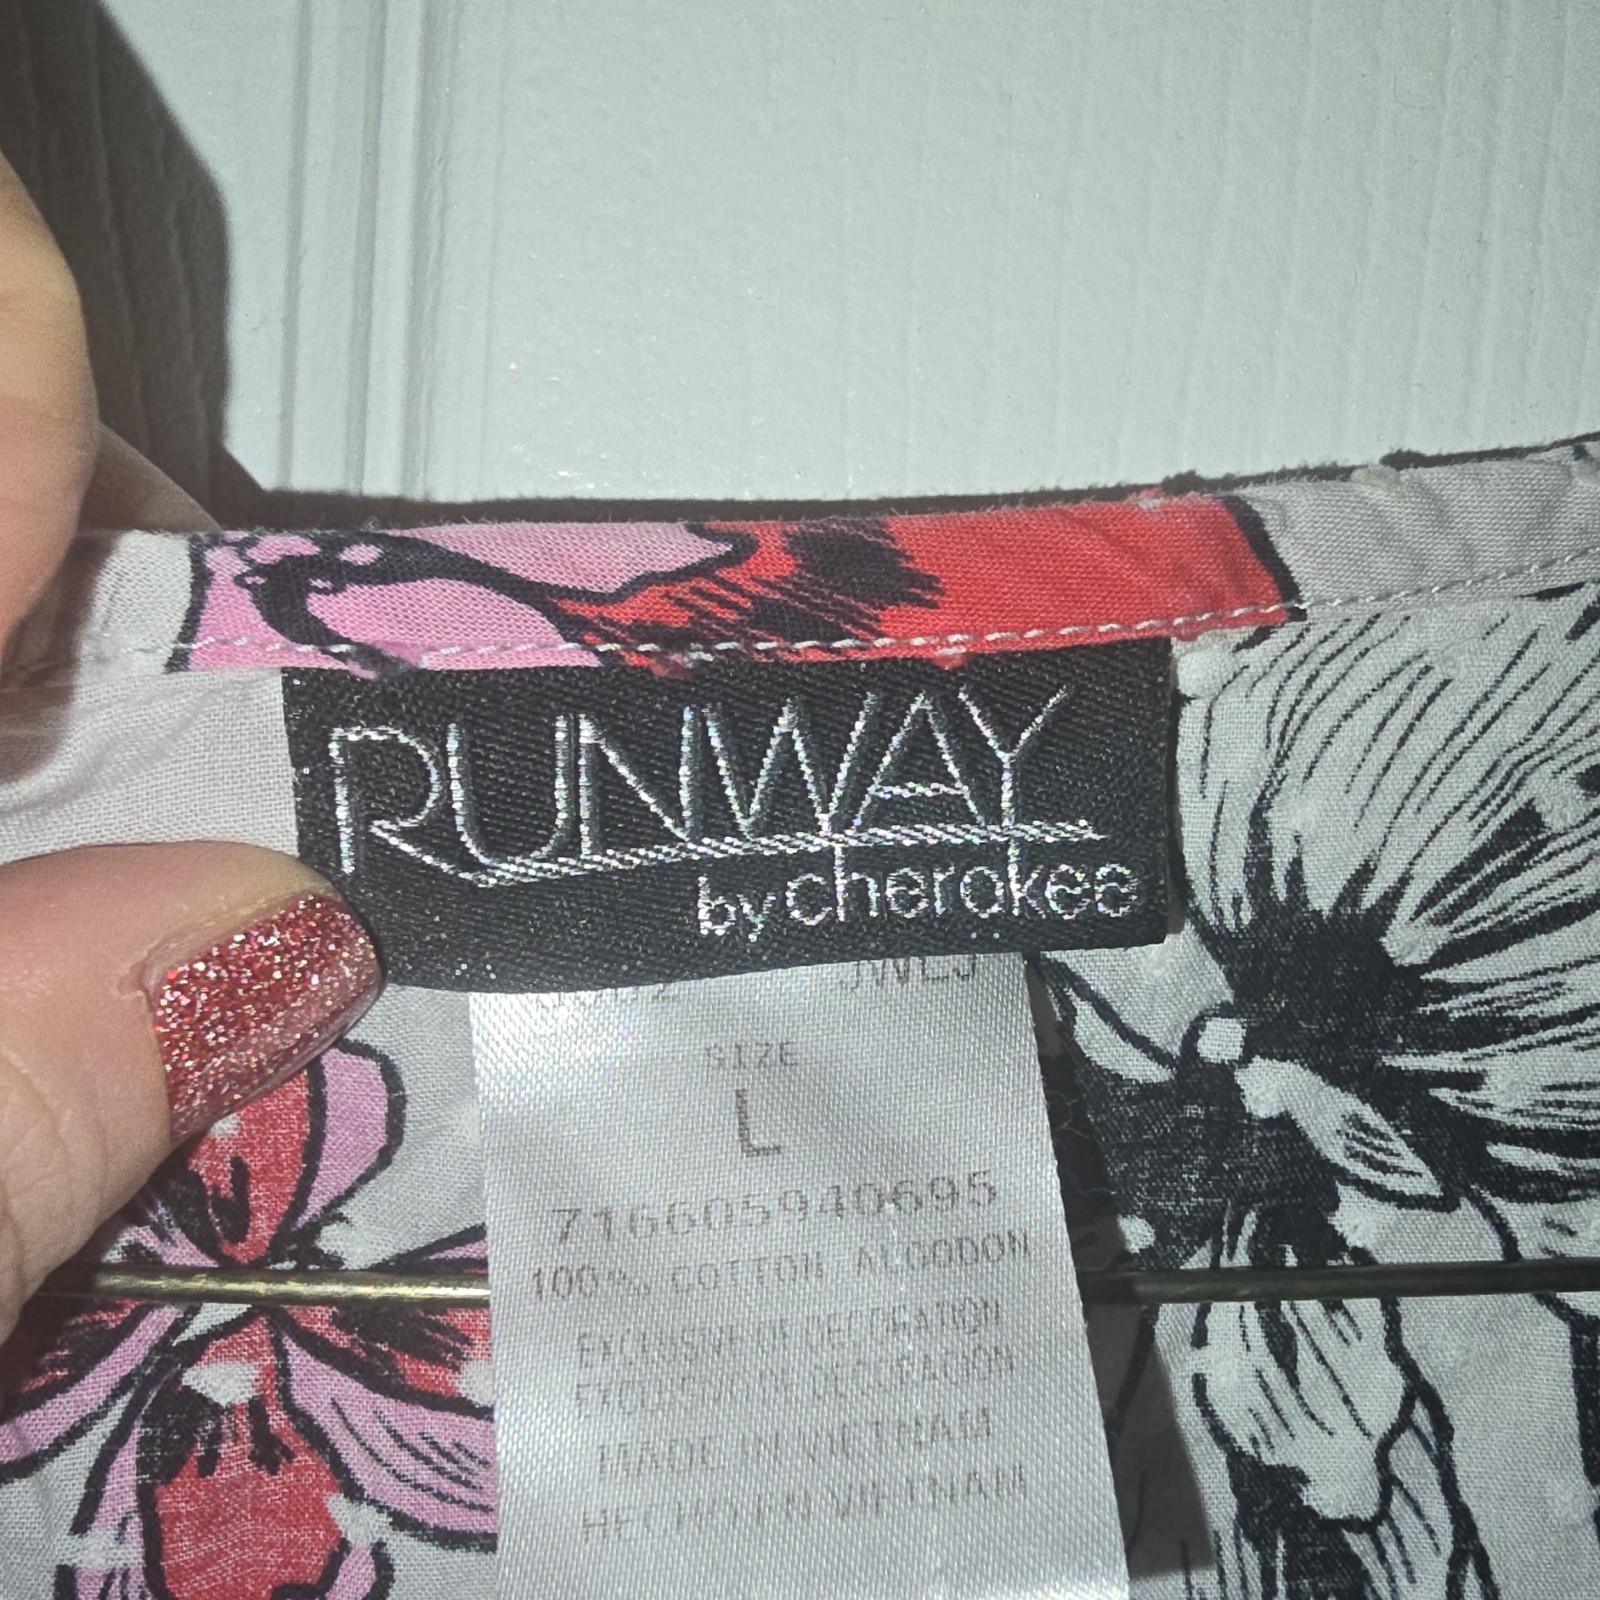 RUNWAY
by cherokee
SIZE
L
716605940695
100% COTTON ALGODON
EXCLUSIVE OF DECORATION
EXCLUSIVO DE DECORACION
MADE IN VIETNAM
HECHO EN VIETNAM